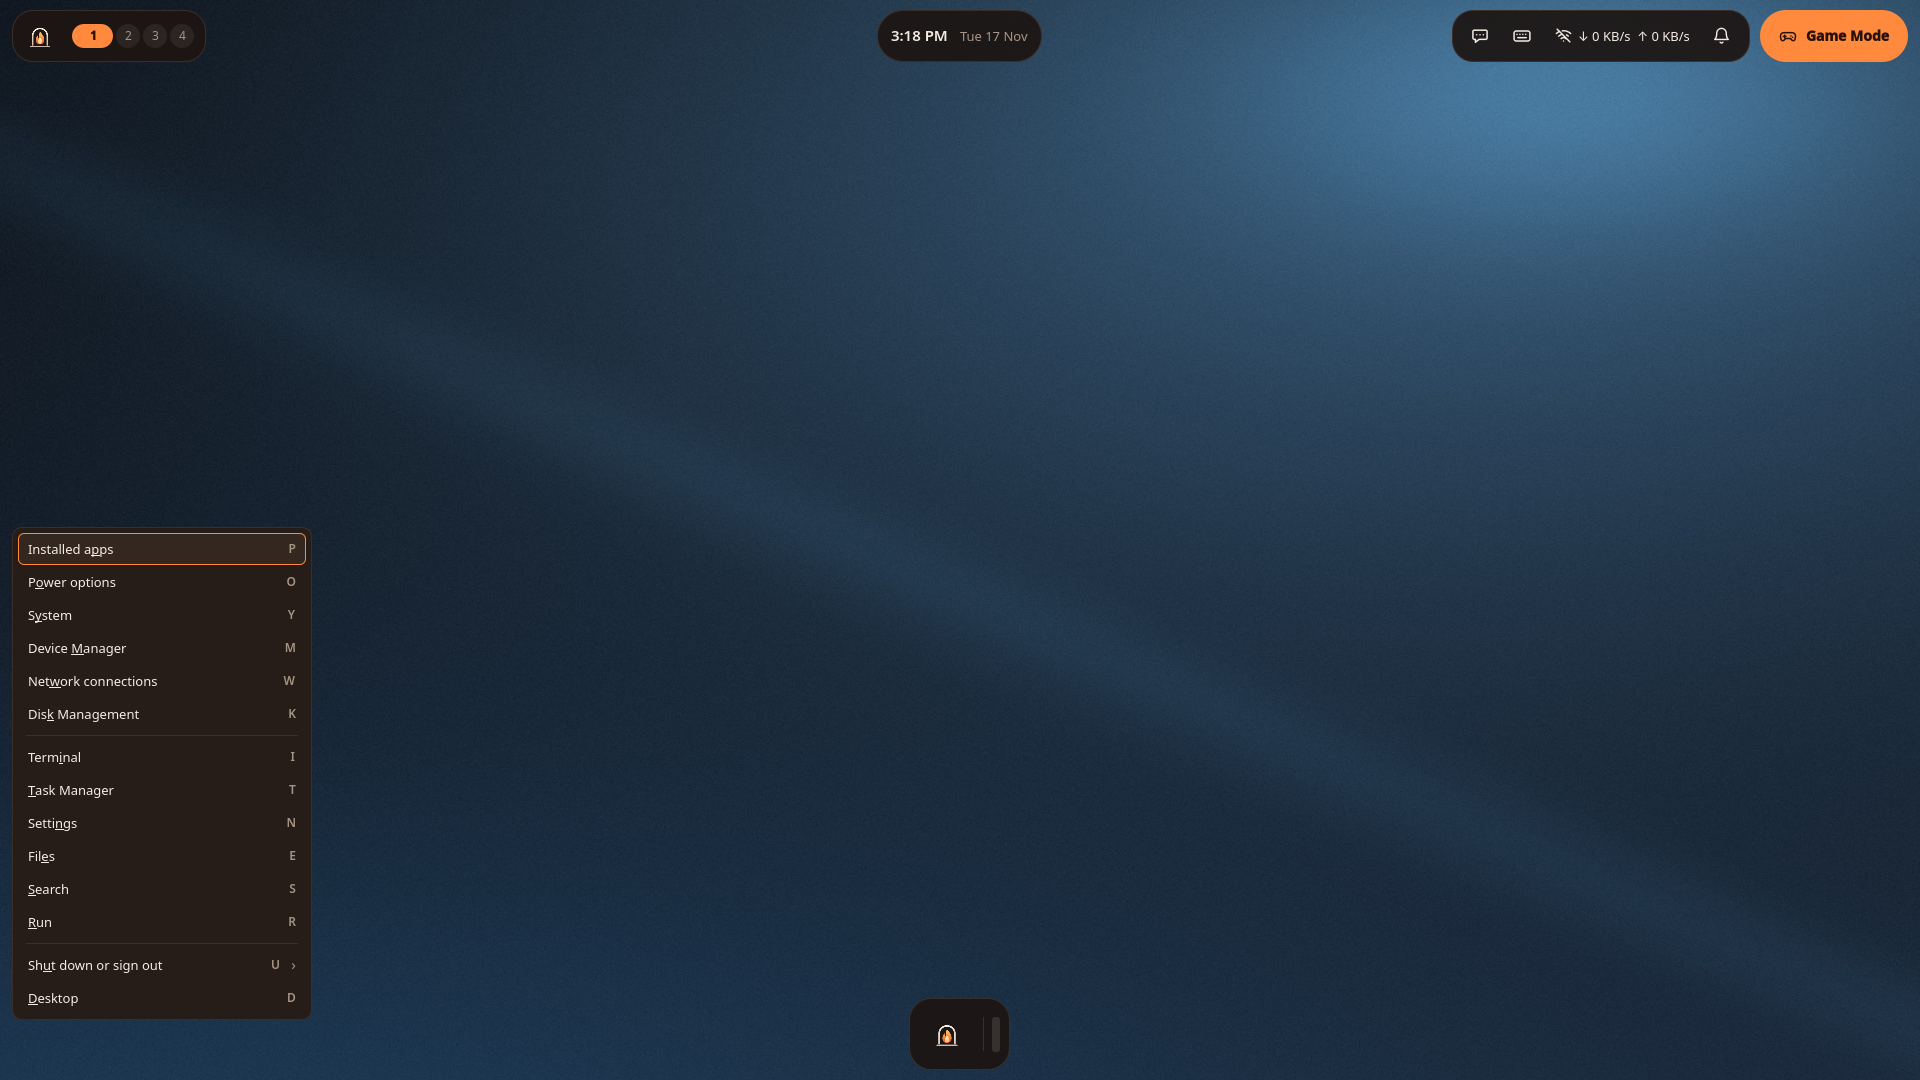 1 2 3 4
3:18 PM Tue 17 Nov
↓ 0 KB/s ↑ 0 KB/s
Game Mode
Installed apps P
Power options O
System Y
Device Manager M
Network connections W
Disk Management K
Terminal I
Task Manager T
Settings N
Files E
Search S
Run R
Shut down or sign out U ›
Desktop D